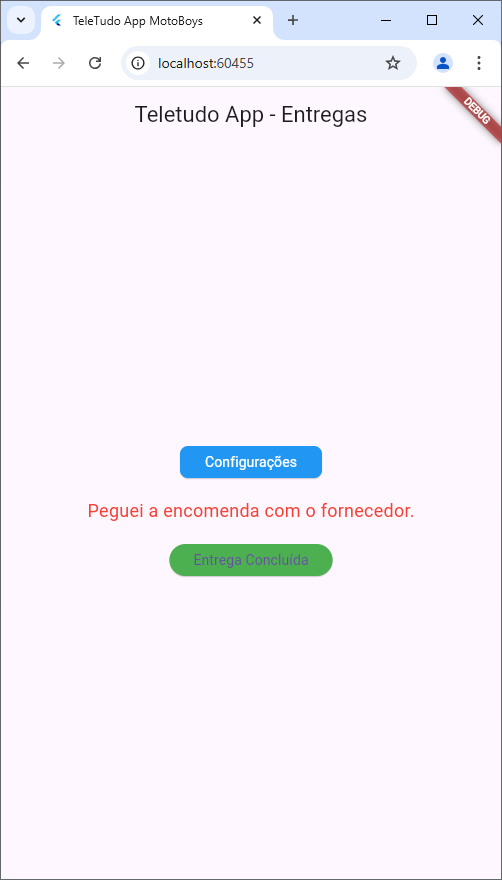 TeleTudo App MotoBoys
localhost:60455
Teletudo App - Entregas
DEBUG
Configurações
Peguei a encomenda com o fornecedor.
Entrega Concluída